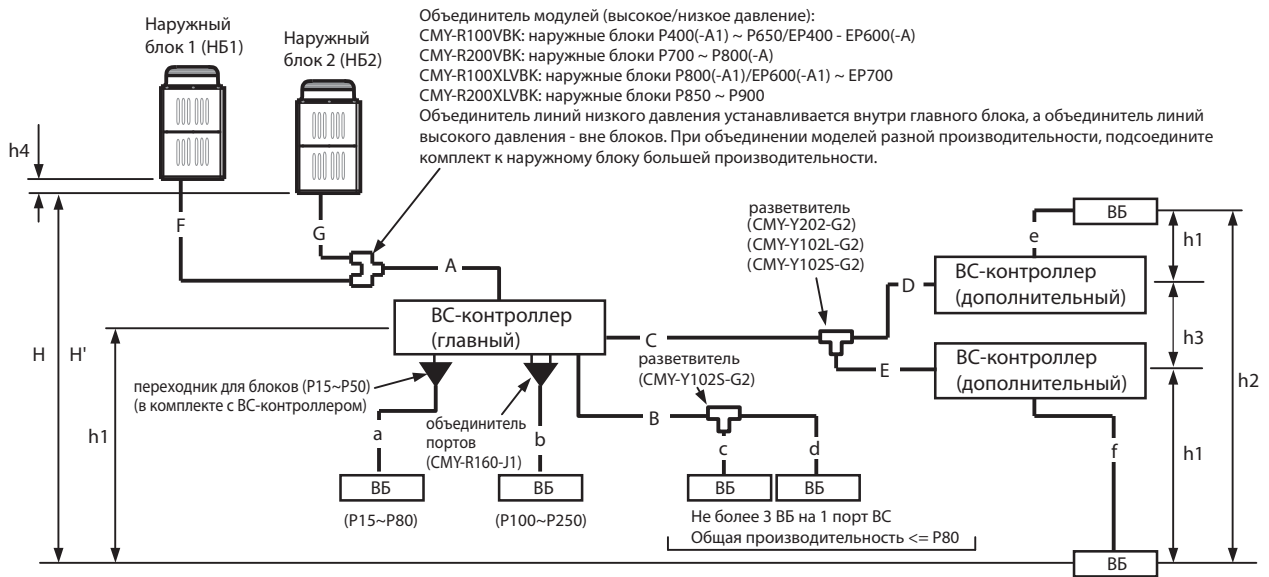 Объединитель модулей (высокое/низкое давление):
CMY-R100VBK: наружные блоки P400(-A1) ~ P650/EP400 - EP600(-A)
CMY-R200VBK: наружные блоки P700 ~ P800(-A)
CMY-R100XLVBK: наружные блоки P800(-A1)/EP600(-A1) ~ EP700
CMY-R200XLVBK: наружные блоки P850 ~ P900
Объединитель линий низкого давления устанавливается внутри главного блока, а объединитель линий
высокого давления - вне блоков. При объединении моделей разной производительности, подсоедините
комплект к наружному блоку большей производительности.
Наружный
блок 1 (НБ1)
Наружный
блок 2 (НБ2)
h4
F
G
A
H
H'
h1
BC-контроллер
(главный)
переходник для блоков (P15~P50)
(в комплекте с BC-контроллером)
a
объединитель
портов
(CMY-R160-J1)
b
ВБ
(P15~P80)
ВБ
(P100~P250)
C
B
разветвитель
(CMY-Y102S-G2)
c
d
ВБ
ВБ
Не более 3 ВБ на 1 порт BC
Общая производительность <= P80
разветвитель
(CMY-Y202-G2)
(CMY-Y102L-G2)
(CMY-Y102S-G2)
D
E
e
ВБ
BC-контроллер
(дополнительный)
BC-контроллер
(дополнительный)
f
ВБ
h1
h3
h2
h1